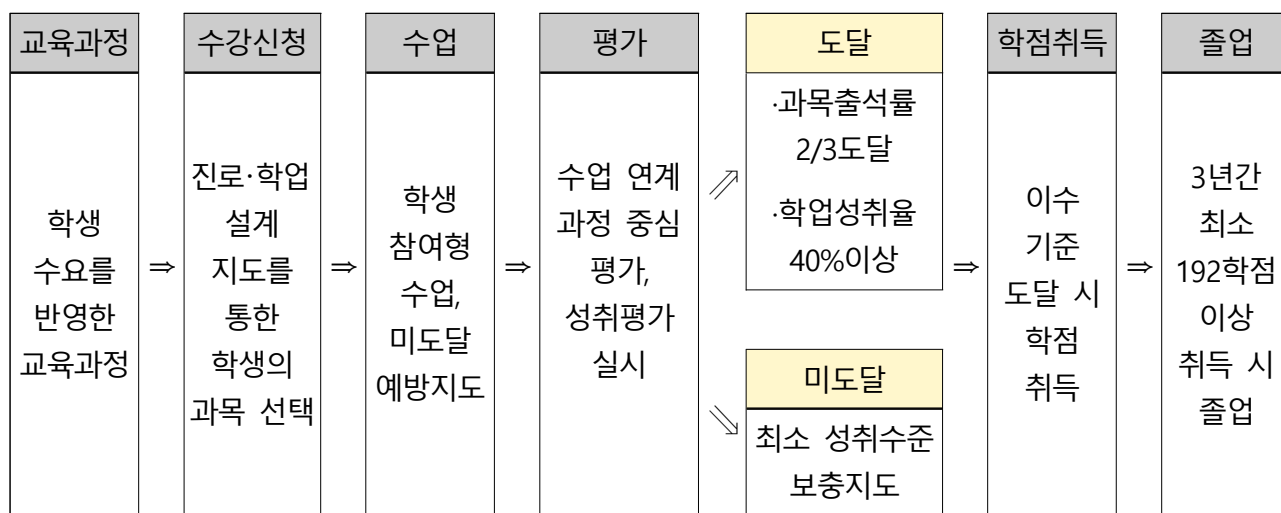 교육과정
학생
수요를
반영한
교육과정
⇒
수강신청
진로·학업
설계
지도를
통한
학생의
과목 선택
⇒
수업
학생
참여형
수업,
미도달
예방지도
⇒
평가
수업 연계
과정 중심
평가,
성취평가
실시
⇗
도달
·과목출석률
2/3도달
·학업성취율
40%이상
⇘
미도달
최소 성취수준
보충지도
⇒
학점취득
이수
기준
도달 시
학점
취득
⇒
졸업
3년간
최소
192학점
이상
취득 시
졸업